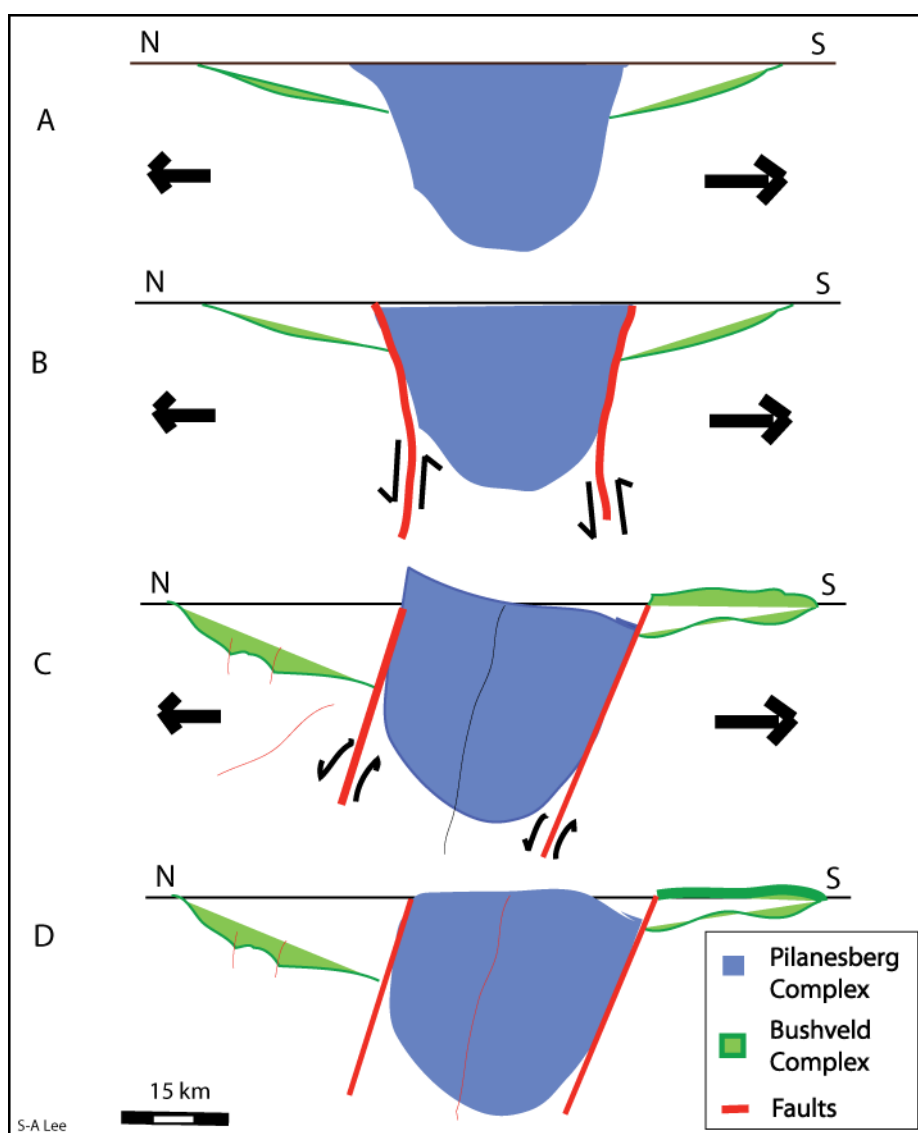 N S
A
N S
B
N S
C
N S
D
Pilanesberg
Complex
Bushveld
Complex
Faults
15 km
S-A Lee